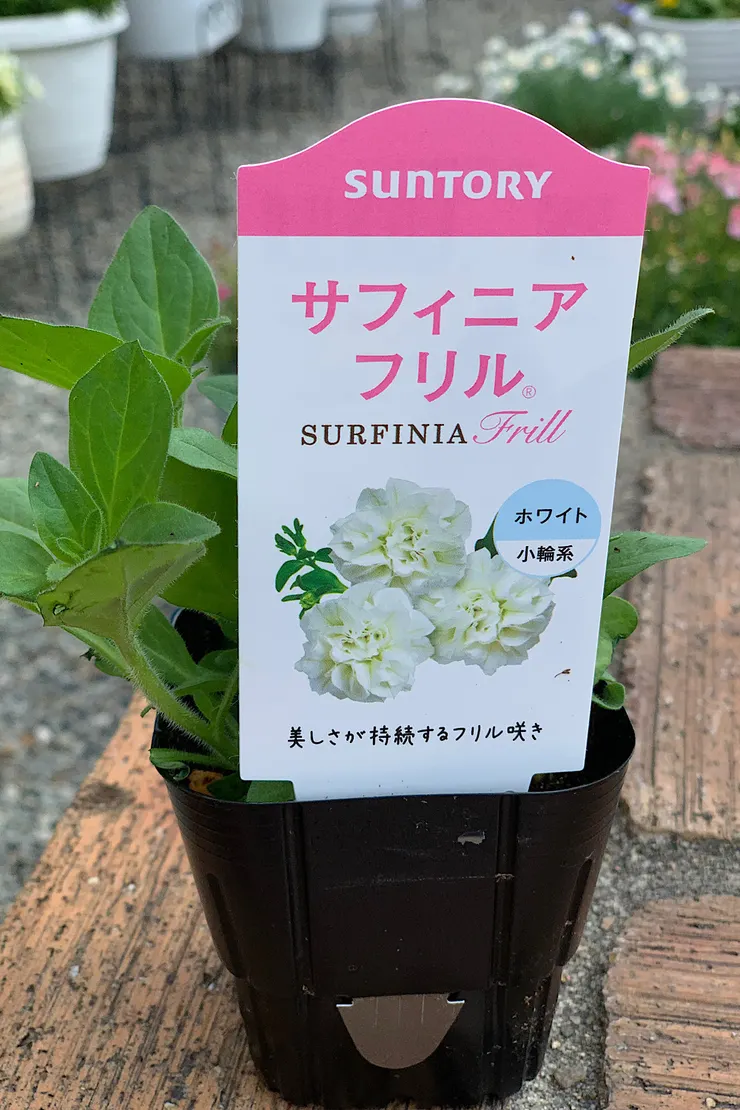 SUNTORY
サフィニア
フリル®
SURFINIA Frill
ホワイト
小輪系
美しさが持続するフリル咲き